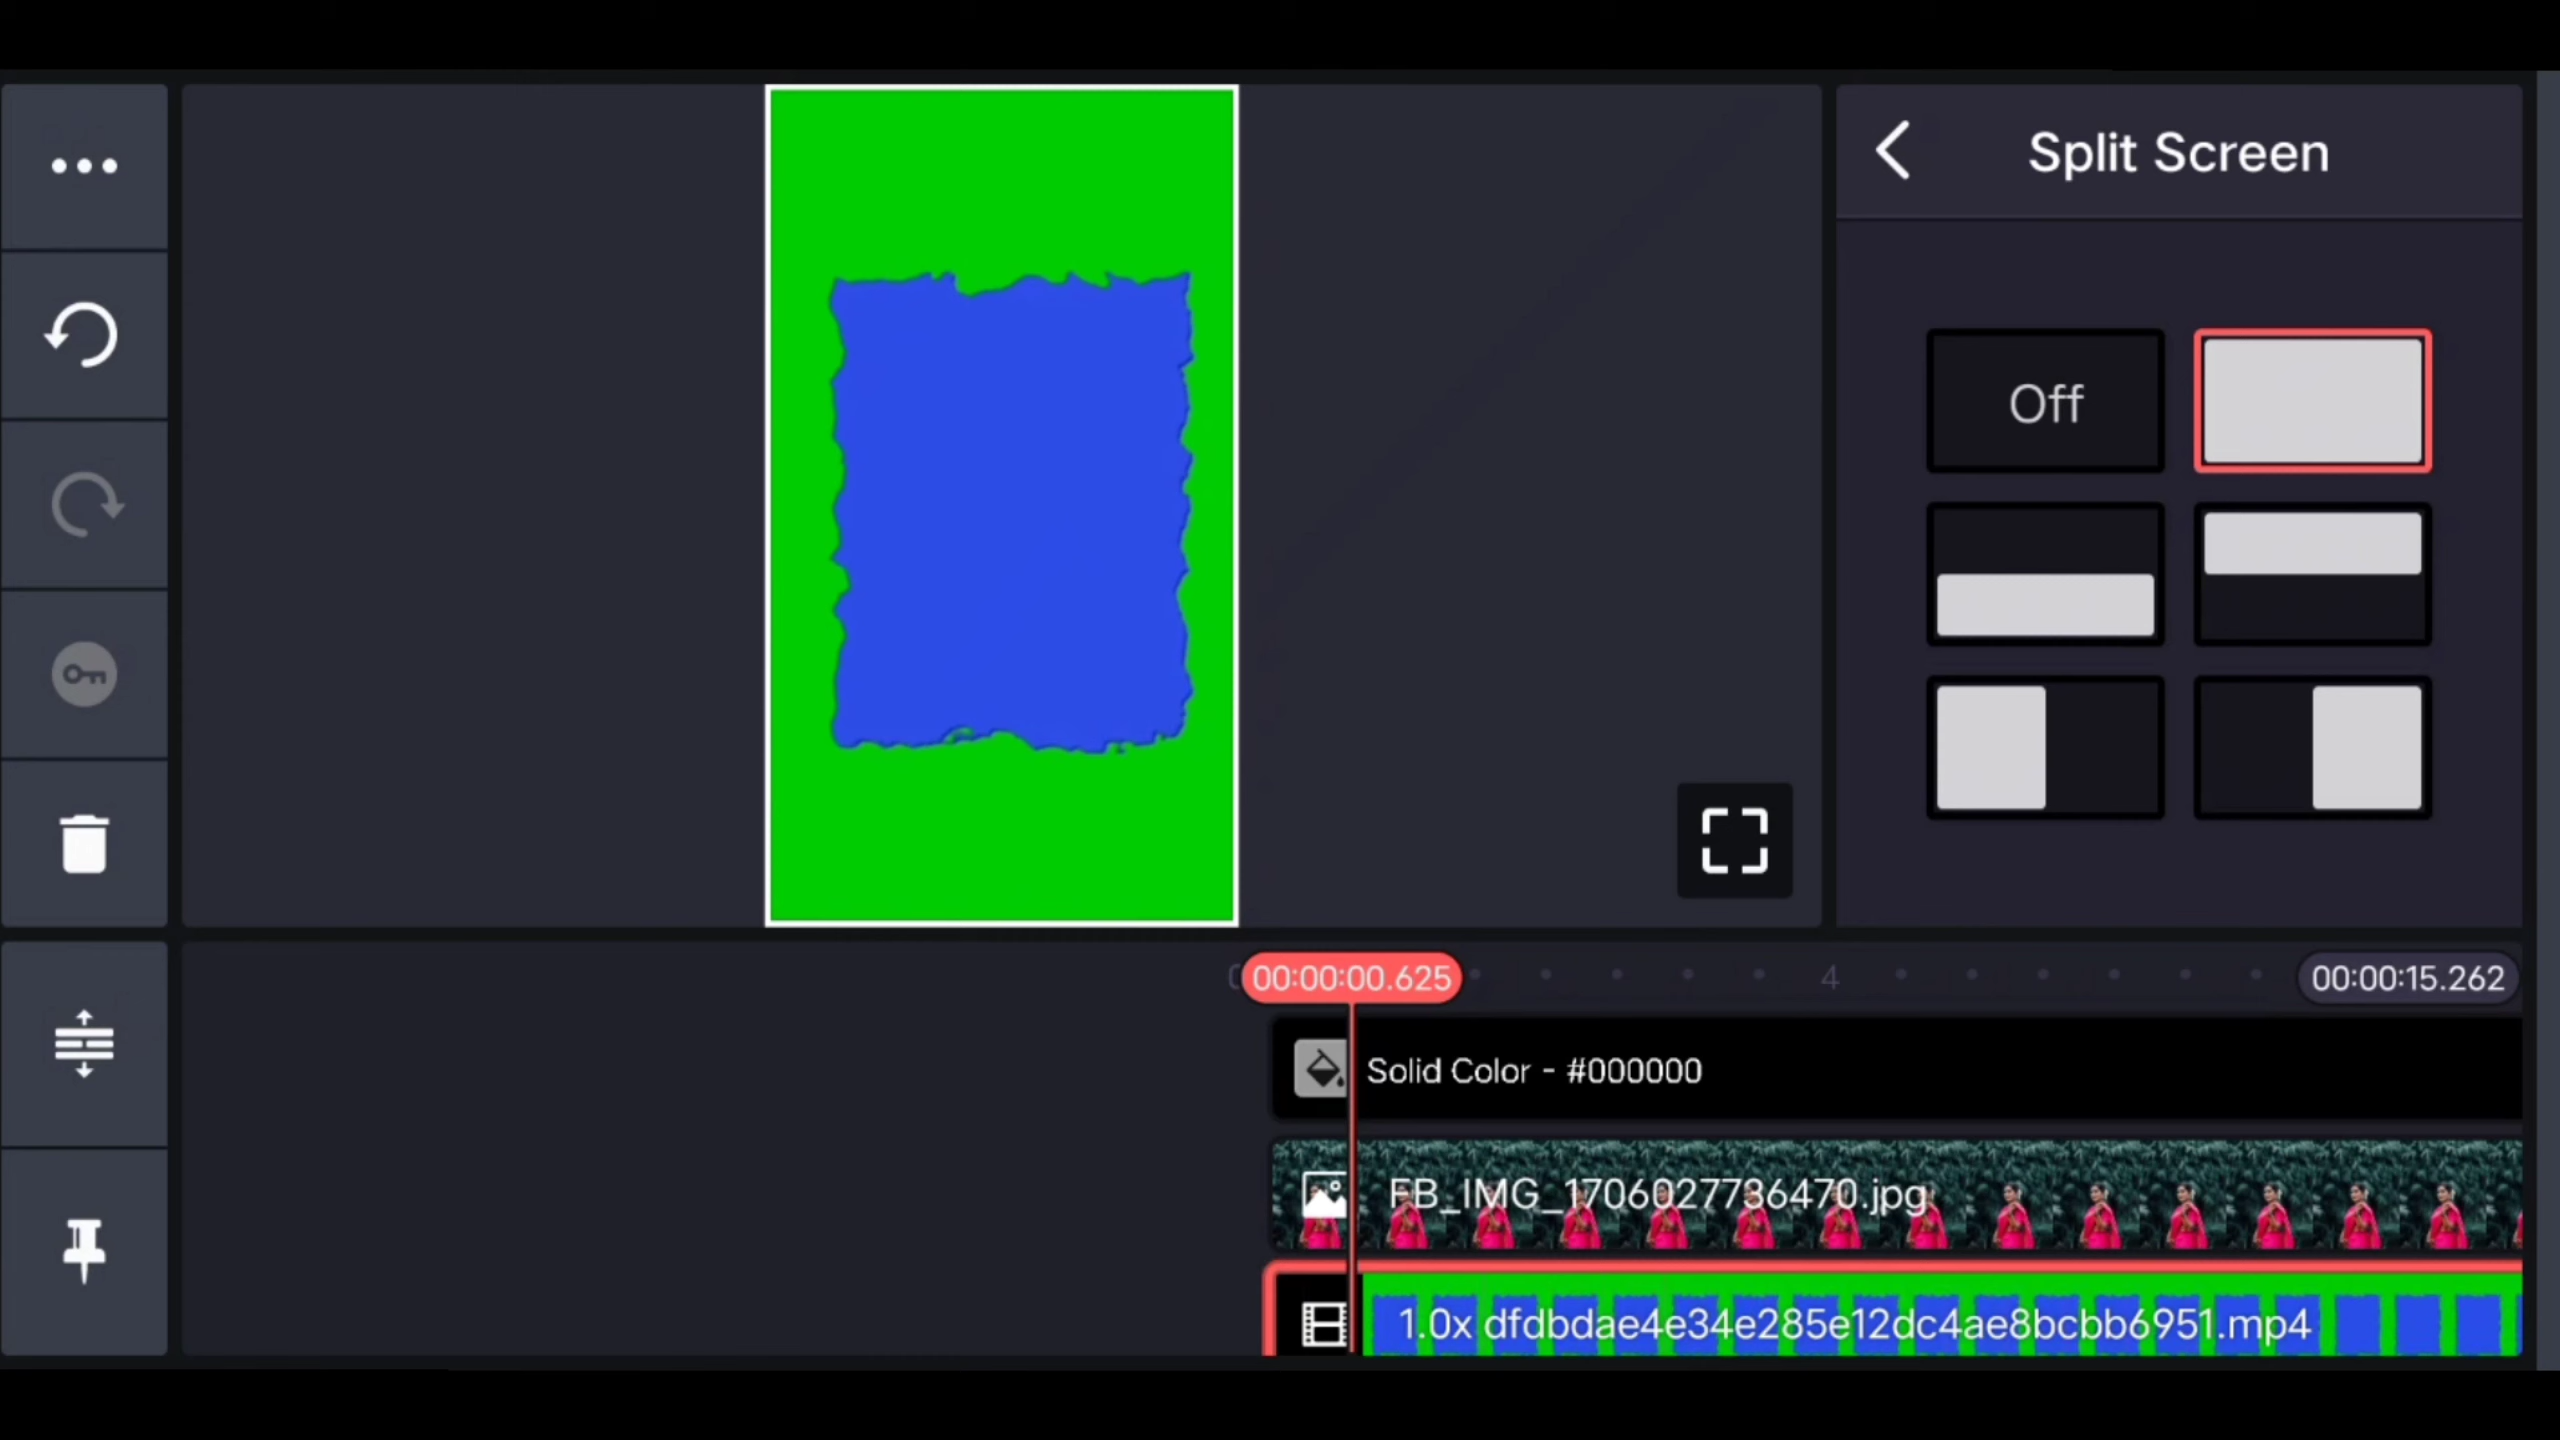 Split Screen
Off
00:00:00.625
4
00:00:15.262
Solid Color - #000000
FB_IMG_1706027736470.jpg
1.0x dfdbdae4e34e285e12dc4ae8bcbb6951.mp4